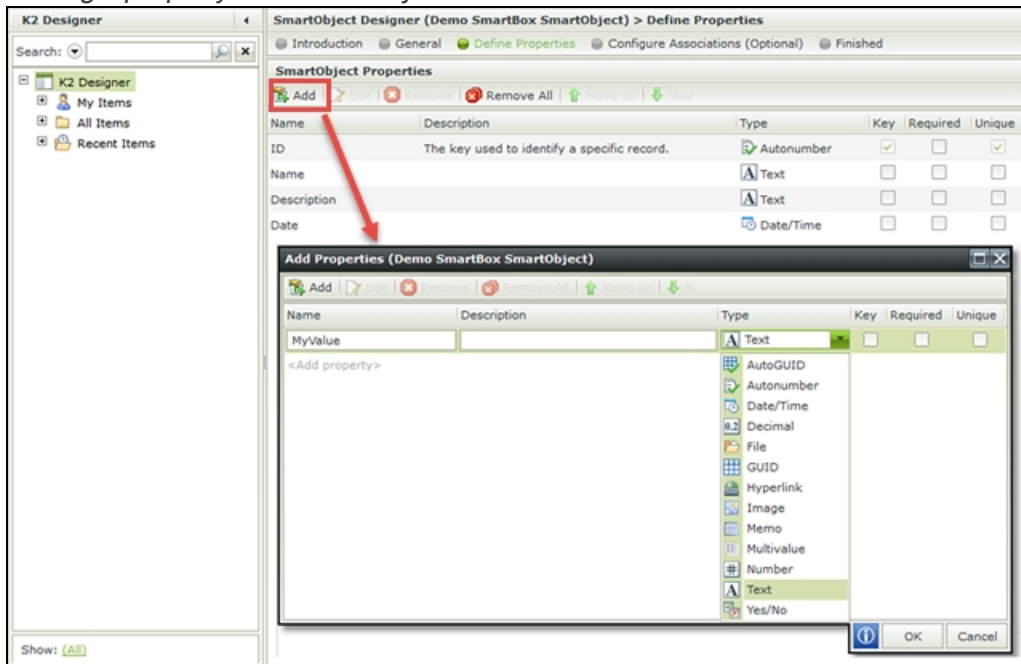 K2 Designer
SmartObject Designer (Demo SmartBox SmartObject) > Define Properties
Search:
Introduction General Define Properties Configure Associations (Optional) Finished
K2 Designer
My Items
All Items
Recent Items
SmartObject Properties
Add Edit Remove Remove All Move up Mov
Name Description Type Key Required Unique
ID The key used to identify a specific record. Autonumber
Name Text
Description Text
Date Date/Time
Add Properties (Demo SmartBox SmartObject)
Add Edit Remove Remove All Move up M
Name Description Type Key Required Unique
MyValue Text
<Add property>
AutoGUID
Autonumber
Date/Time
0.2 Decimal
File
GUID
Hyperlink
Image
Memo
Multivalue
# Number
A Text
Yes/No
OK Cancel
Show: (All)